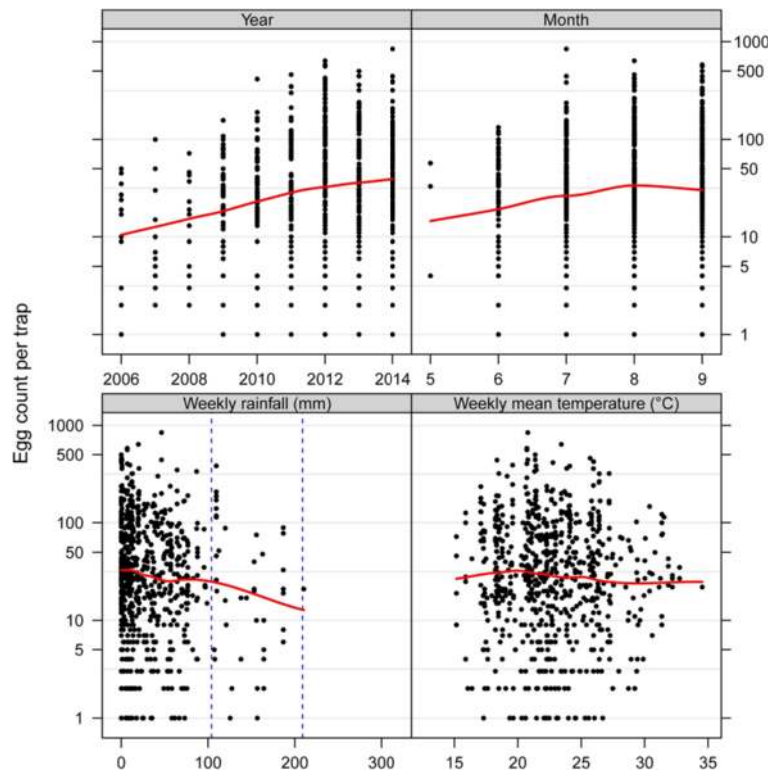 Year Month
1000
500
100
50
10
5
1
2006 2008 2010 2012 2014 5 6 7 8 9
Egg count per trap
Weekly rainfall (mm) Weekly mean temperature (°C)
1000
500
100
50
10
5
1
0 100 200 300 15 20 25 30 35